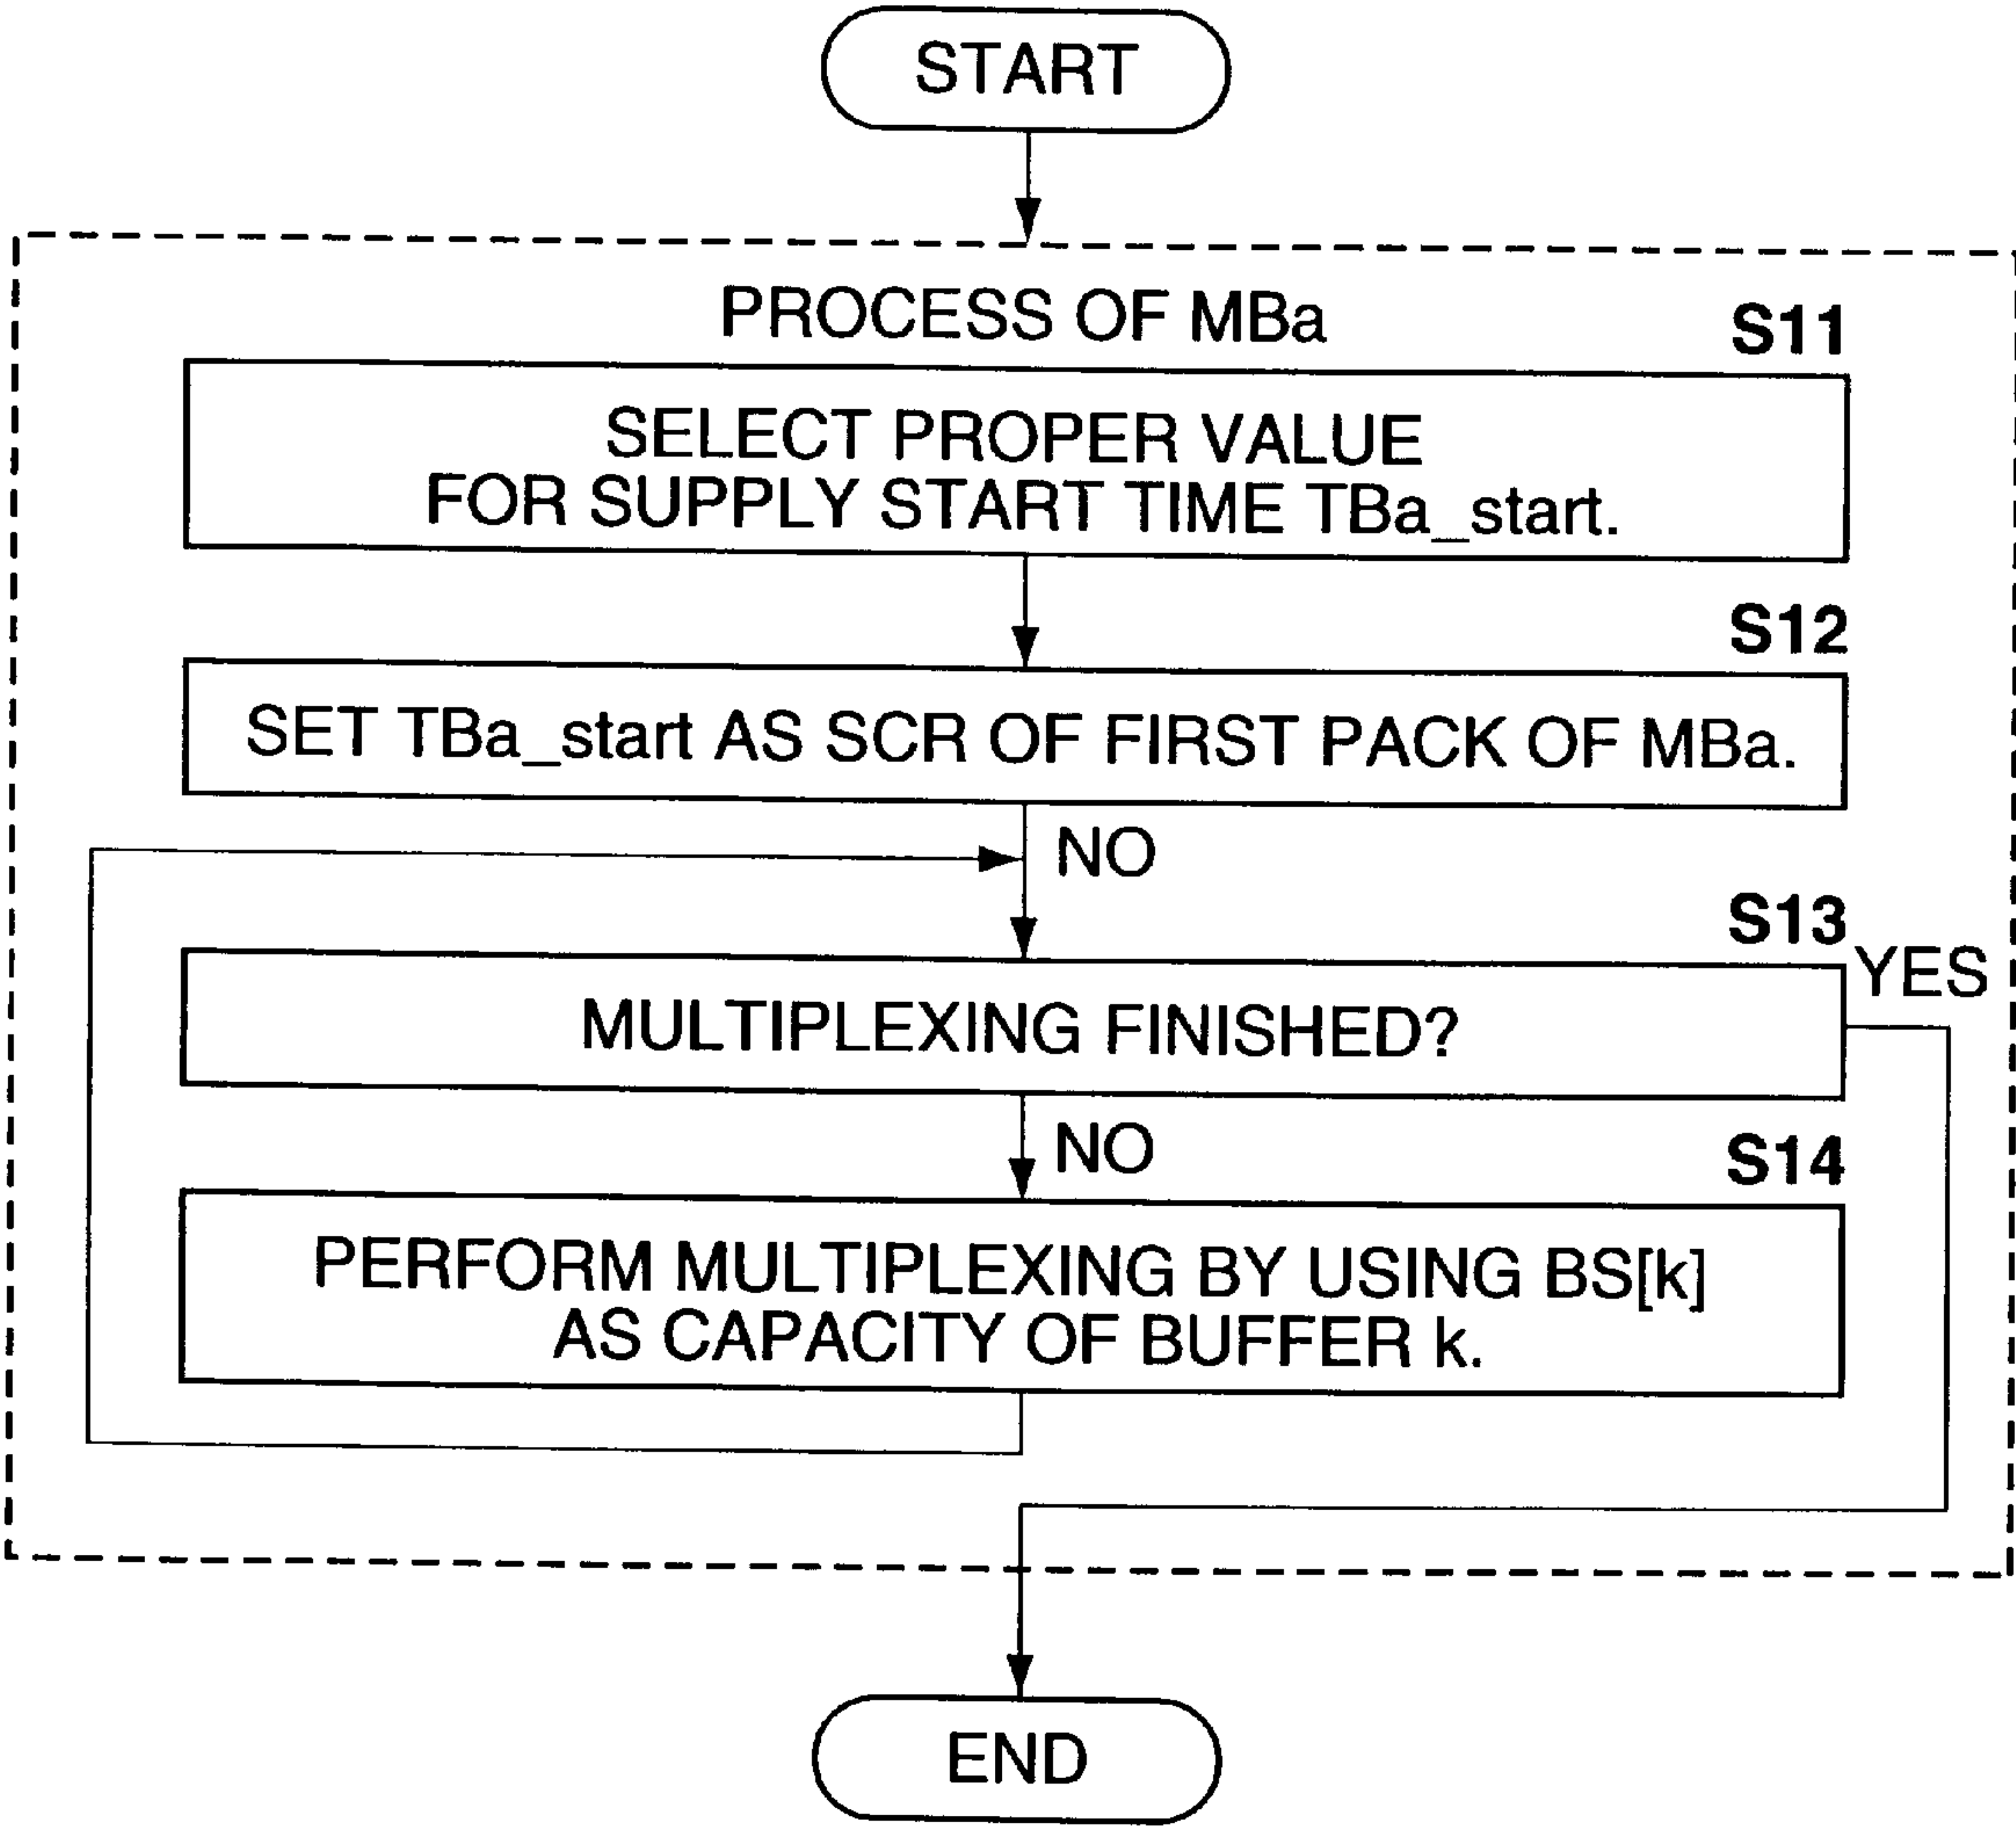 START
PROCESS OF MBa
S11
SELECT PROPER VALUE
FOR SUPPLY START TIME TBa_start.
S12
SET TBa_start AS SCR OF FIRST PACK OF MBa.
NO
S13
YES
MULTIPLEXING FINISHED?
NO
S14
PERFORM MULTIPLEXING BY USING BS[k]
AS CAPACITY OF BUFFER k.
END